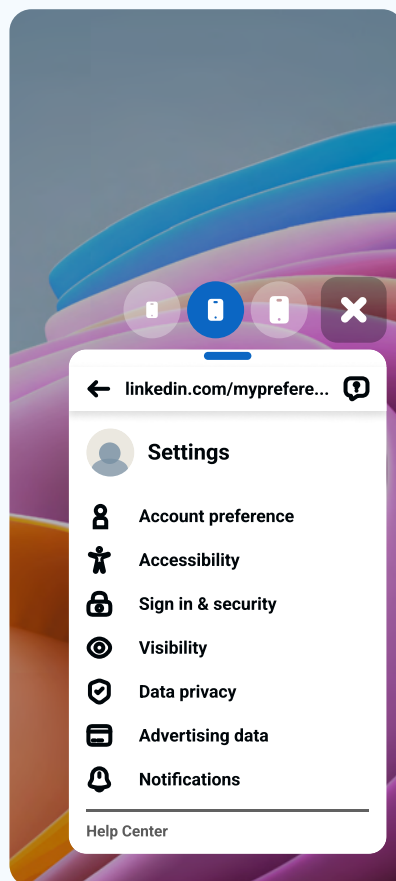 linkedin.com/myprefere...
Settings
Account preference
Accessibility
Sign in & security
Visibility
Data privacy
Advertising data
Notifications
Help Center